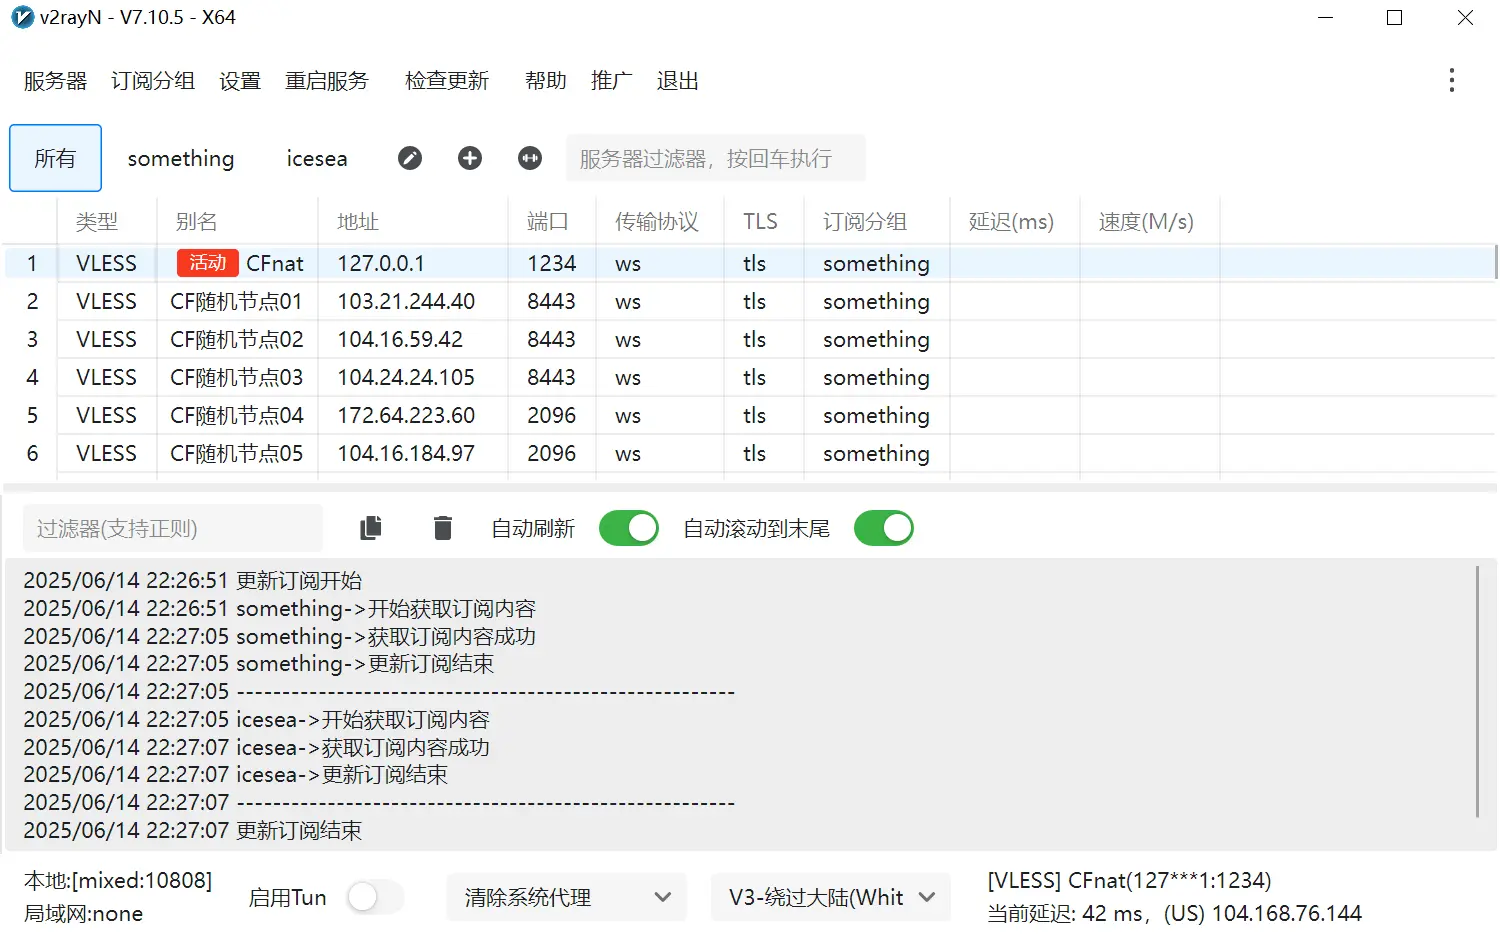 v2rayN - V7.10.5 - X64
服务器 订阅分组 设置 重启服务 检查更新 帮助 推广 退出
所有 something icesea 服务器过滤器，按回车执行
类型 别名 地址 端口 传输协议 TLS 订阅分组 延迟(ms) 速度(M/s)
1 VLESS 活动 CFnat 127.0.0.1 1234 ws tls something
2 VLESS CF随机节点01 103.21.244.40 8443 ws tls something
3 VLESS CF随机节点02 104.16.59.42 8443 ws tls something
4 VLESS CF随机节点03 104.24.24.105 8443 ws tls something
5 VLESS CF随机节点04 172.64.223.60 2096 ws tls something
6 VLESS CF随机节点05 104.16.184.97 2096 ws tls something
过滤器(支持正则) 自动刷新 自动滚动到末尾
2025/06/14 22:26:51 更新订阅开始
2025/06/14 22:26:51 something->开始获取订阅内容
2025/06/14 22:27:05 something->获取订阅内容成功
2025/06/14 22:27:05 something->更新订阅结束
2025/06/14 22:27:05 -------------------------------------------------------
2025/06/14 22:27:05 icesea->开始获取订阅内容
2025/06/14 22:27:07 icesea->获取订阅内容成功
2025/06/14 22:27:07 icesea->更新订阅结束
2025/06/14 22:27:07 -------------------------------------------------------
2025/06/14 22:27:07 更新订阅结束
本地:[mixed:10808]
局域网:none
启用Tun
清除系统代理
V3-绕过大陆(Whit
[VLESS] CFnat(127***1:1234)
当前延迟: 42 ms，(US) 104.168.76.144